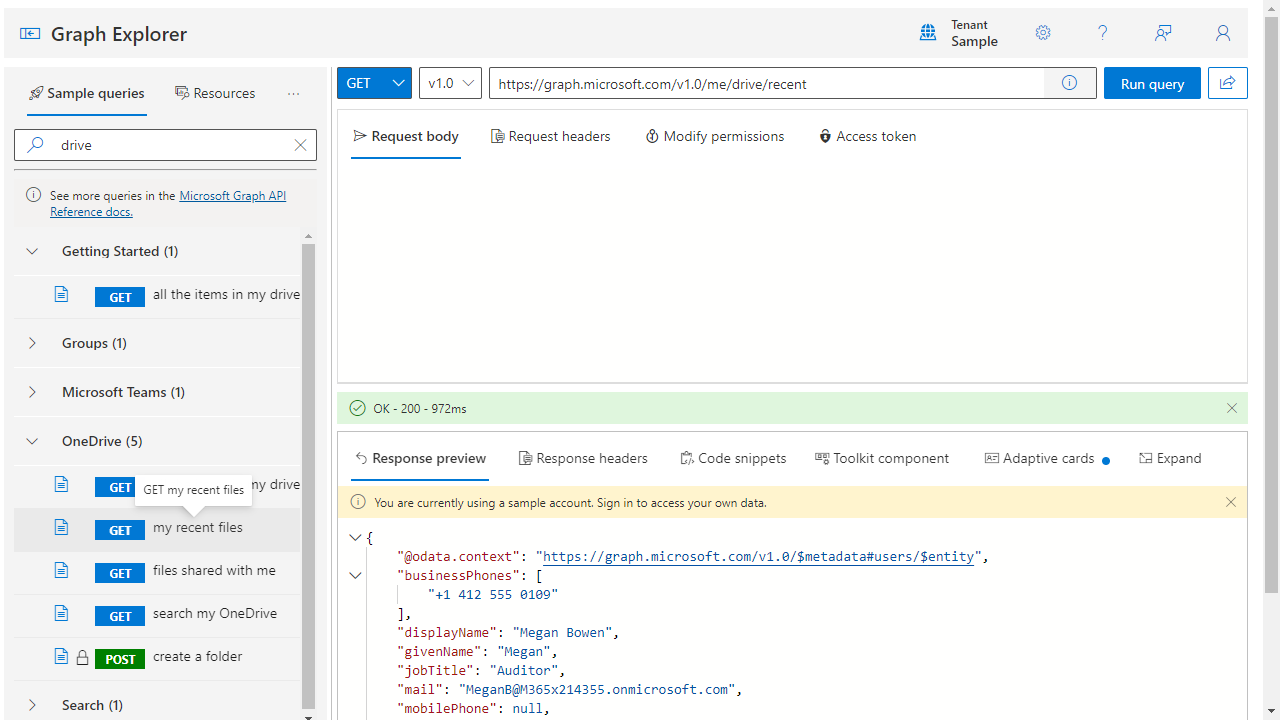 Graph Explorer
Tenant
Sample
Sample queries
Resources
drive
See more queries in the Microsoft Graph API
Reference docs.
Getting Started (1)
GET all the items in my drive
Groups (1)
Microsoft Teams (1)
OneDrive (5)
GET my drive
GET my recent files
GET my recent files
GET files shared with me
GET search my OneDrive
POST create a folder
Search (1)
GET
v1.0
https://graph.microsoft.com/v1.0/me/drive/recent
Run query
Request body
Request headers
Modify permissions
Access token
OK - 200 - 972ms
Response preview
Response headers
Code snippets
Toolkit component
Adaptive cards
Expand
You are currently using a sample account. Sign in to access your own data.
{
"@odata.context": "https://graph.microsoft.com/v1.0/$metadata#users/$entity",
"businessPhones": [
"+1 412 555 0109"
],
"displayName": "Megan Bowen",
"givenName": "Megan",
"jobTitle": "Auditor",
"mail": "MeganB@M365x214355.onmicrosoft.com",
"mobilePhone": null,